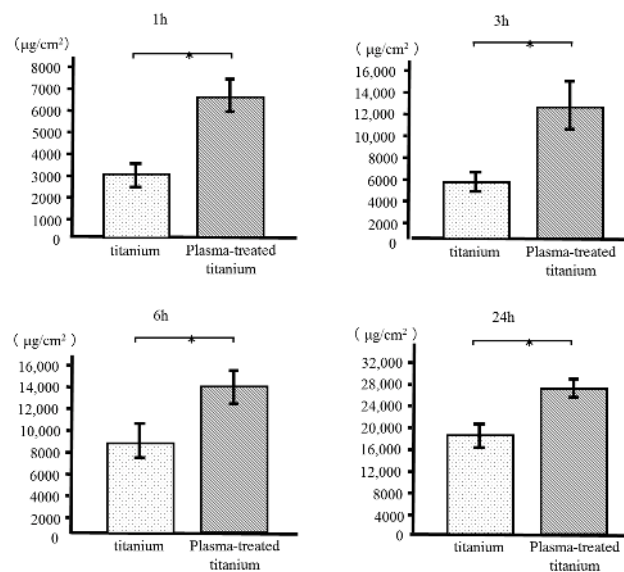 1h
(μg/cm²)
*
8000
7000
6000
5000
4000
3000
2000
1000
0
titanium
Plasma-treated
titanium
3h
(μg/cm²)
*
16,000
14,000
12,000
10,000
8000
6000
4000
2000
0
titanium
Plasma-treated
titanium
6h
( μg/cm²)
*
16,000
14,000
12,000
10,000
8000
6000
4000
2000
0
titanium
Plasma-treated
titanium
24h
( μg/cm²)
*
32,000
28,000
24,000
20,000
16,000
12,000
8000
4000
0
titanium
Plasma-treated
titanium